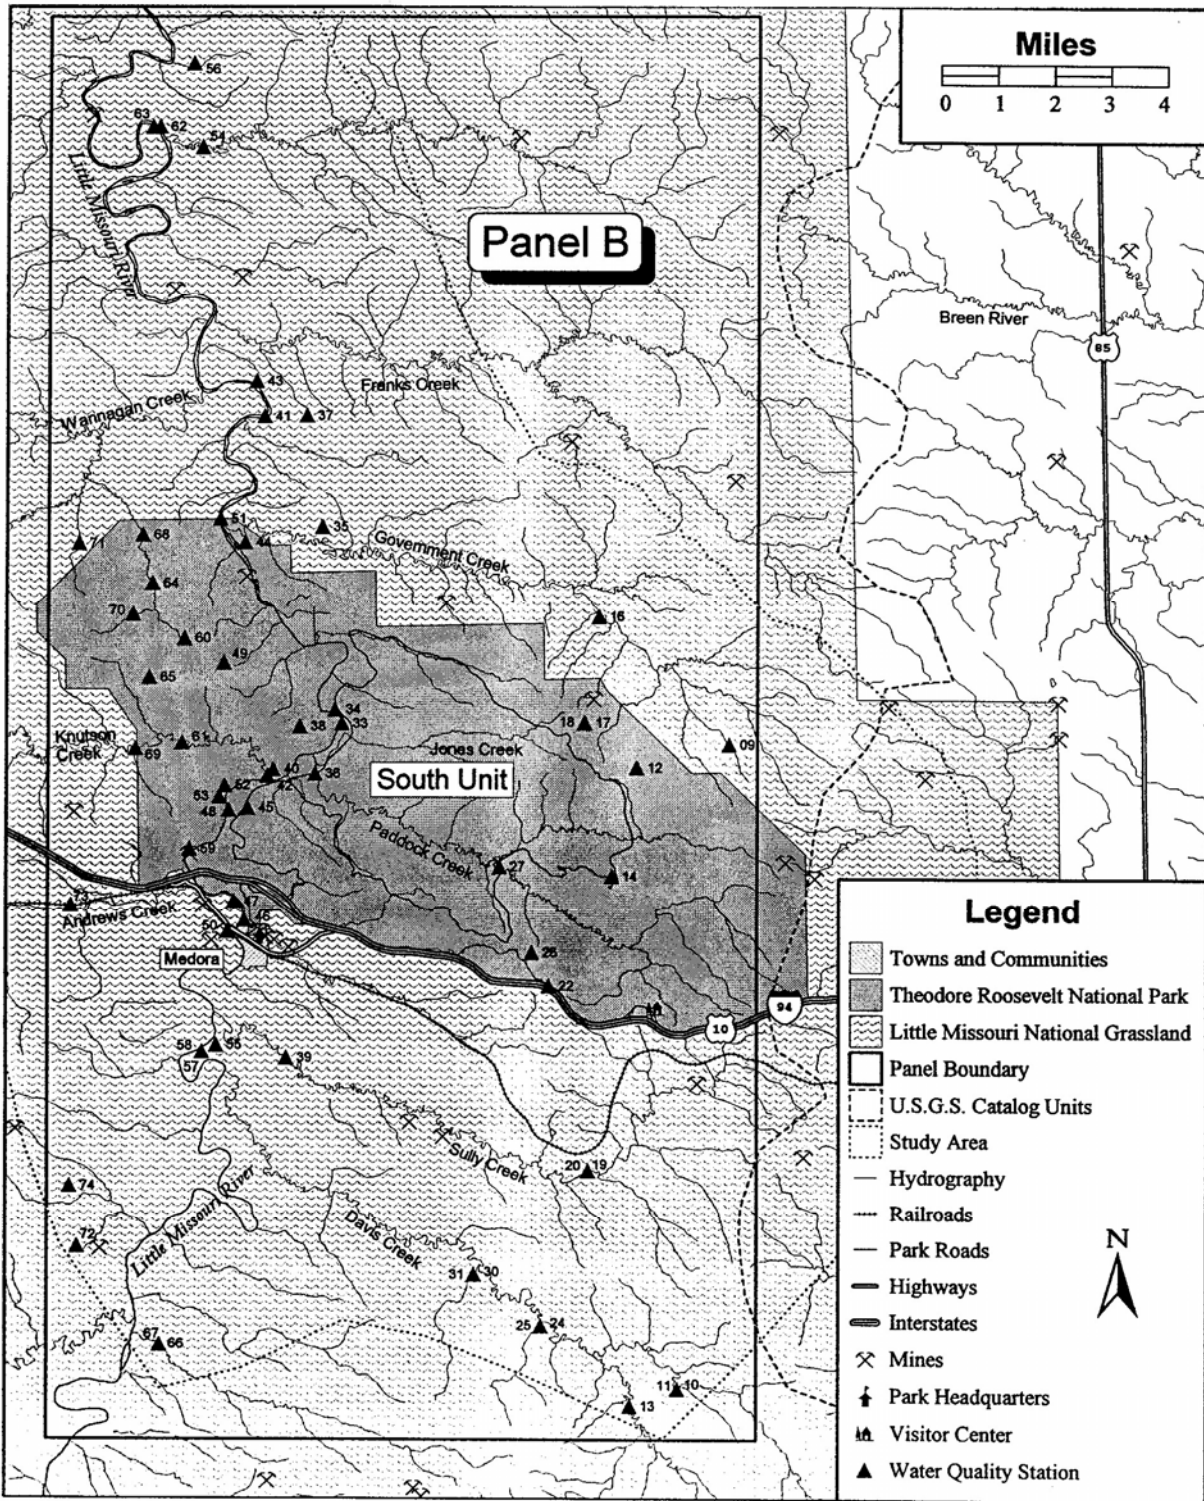 Miles
0 1 2 3 4
56
63 62
54
Little Missouri River
Panel B
Breen River
85
43
Franks Creek
Wannagan Creek
41 37
51
35
71 68 44
Government Creek
64
70 16
60
49
65
34
38 33 18 17
Knutson
Creek
61
69
Jones Creek
09
40
36
12
South Unit
42
52
53
48 45
Paddock Creek
59
27
14
Andrews Creek
47
46
50
Medora
26
22
94
10
58
57
55
39
Sully Creek
20 19
74
Little Missouri River
72
Davis Creek
31 30
25 24
67 66
11 10
13
Legend
Towns and Communities
Theodore Roosevelt National Park
Little Missouri National Grassland
Panel Boundary
U.S.G.S. Catalog Units
Study Area
Hydrography
Railroads
Park Roads
Highways
Interstates
Mines
Park Headquarters
Visitor Center
Water Quality Station
N